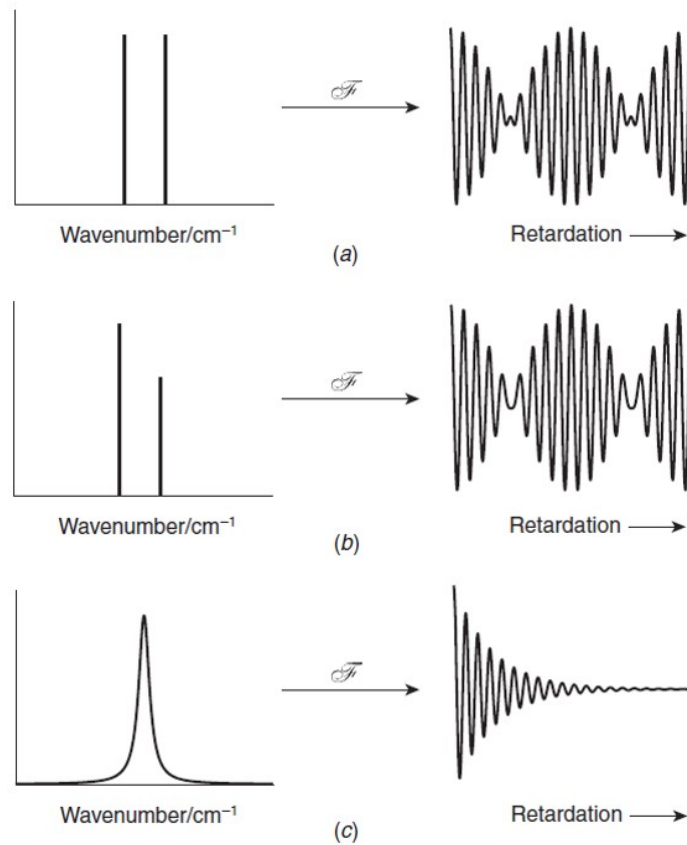 ℱ
Wavenumber/cm⁻¹ Retardation
(a)
ℱ
Wavenumber/cm⁻¹ Retardation
(b)
ℱ
Wavenumber/cm⁻¹ Retardation
(c)